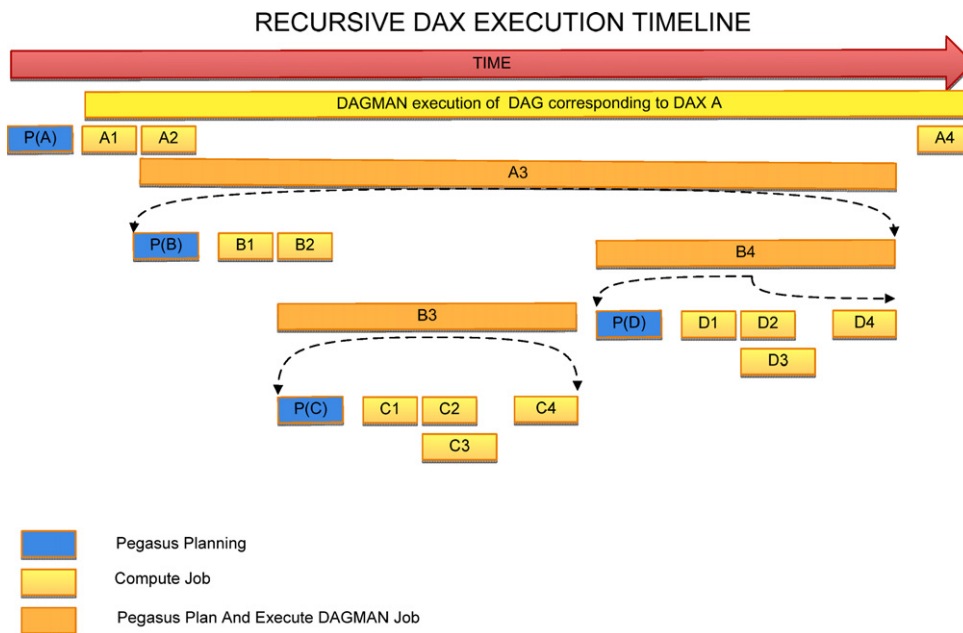 RECURSIVE DAX EXECUTION TIMELINE
TIME
DAGMAN execution of DAG corresponding to DAX A
P(A) A1 A2 A4
A3
P(B) B1 B2
B4
B3
P(D) D1 D2 D4
D3
P(C) C1 C2 C4
C3
Pegasus Planning
Compute Job
Pegasus Plan And Execute DAGMAN Job